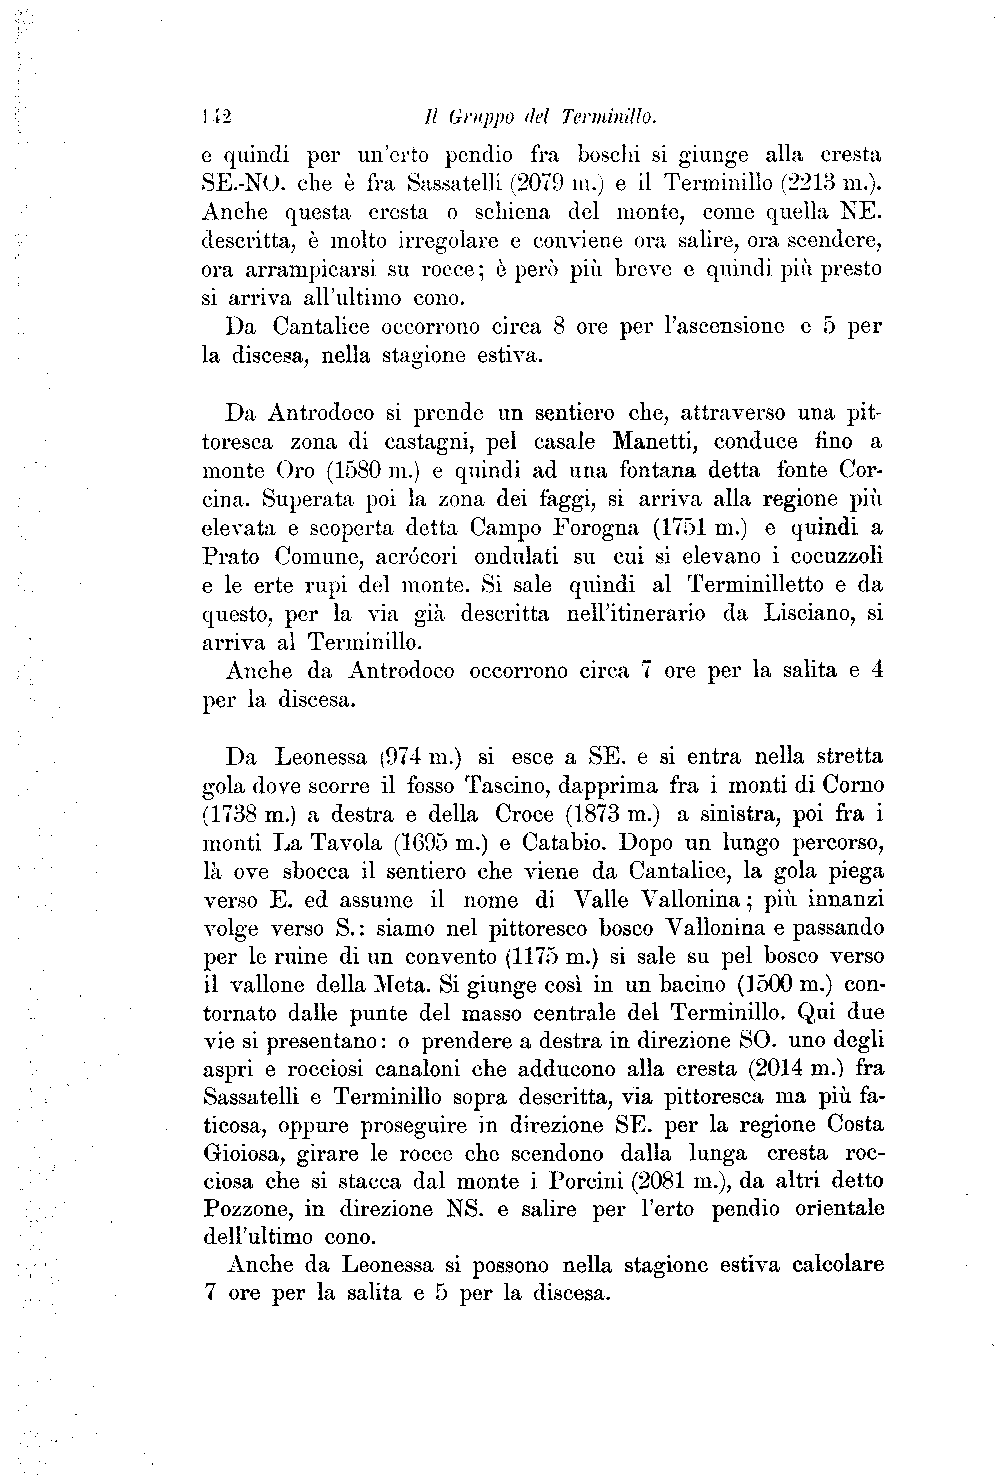 142 Il Gruppo del Terminillo.
e quindi per un'erto pendio fra boschi si giunge alla cresta
SE.-NO. che è fra Sassatelli (2079 m.) e il Terminillo (2213 m.).
Anche questa cresta o schiena del monte, come quella NE.
descritta, è molto irregolare e conviene ora salire, ora scendere,
ora arrampicarsi su rocce; è però più breve e quindi più presto
si arriva all'ultimo cono.
Da Cantalice occorrono circa 8 ore per l'ascensione e 5 per
la discesa, nella stagione estiva.
Da Antrodoco si prende un sentiero che, attraverso una pit-
toresca zona di castagni, pel casale Manetti, conduce fino a
monte Oro (1580 m.) e quindi ad una fontana detta fonte Cor-
cina. Superata poi la zona dei faggi, si arriva alla regione più
elevata e scoperta detta Campo Forogna (1751 m.) e quindi a
Prato Comune, acrócori ondulati su cui si elevano i cocuzzoli
e le erte rupi del monte. Si sale quindi al Terminilletto e da
questo, per la via già descritta nell'itinerario da Lisciano, si
arriva al Terminillo.
Anche da Antrodoco occorrono circa 7 ore per la salita e 4
per la discesa.
Da Leonessa (974 m.) si esce a SE. e si entra nella stretta
gola dove scorre il fosso Tascino, dapprima fra i monti di Corno
(1738 m.) a destra e della Croce (1873 m.) a sinistra, poi fra i
monti La Tavola (1695 m.) e Catabio. Dopo un lungo percorso,
là ove sbocca il sentiero che viene da Cantalice, la gola piega
verso E. ed assume il nome di Valle Vallonina; più innanzi
volge verso S.: siamo nel pittoresco bosco Vallonina e passando
per le ruine di un convento (1175 m.) si sale su pel bosco verso
il vallone della Meta. Si giunge così in un bacino (1500 m.) con-
tornato dalle punte del masso centrale del Terminillo. Qui due
vie si presentano: o prendere a destra in direzione SO. uno degli
aspri e rocciosi canaloni che adducono alla cresta (2014 m.) fra
Sassatelli e Terminillo sopra descritta, via pittoresca ma più fa-
ticosa, oppure proseguire in direzione SE. per la regione Costa
Gioiosa, girare le rocce che scendono dalla lunga cresta roc-
ciosa che si stacca dal monte i Porcini (2081 m.), da altri detto
Pozzone, in direzione NS. e salire per l'erto pendio orientale
dell'ultimo cono.
Anche da Leonessa si possono nella stagione estiva calcolare
7 ore per la salita e 5 per la discesa.